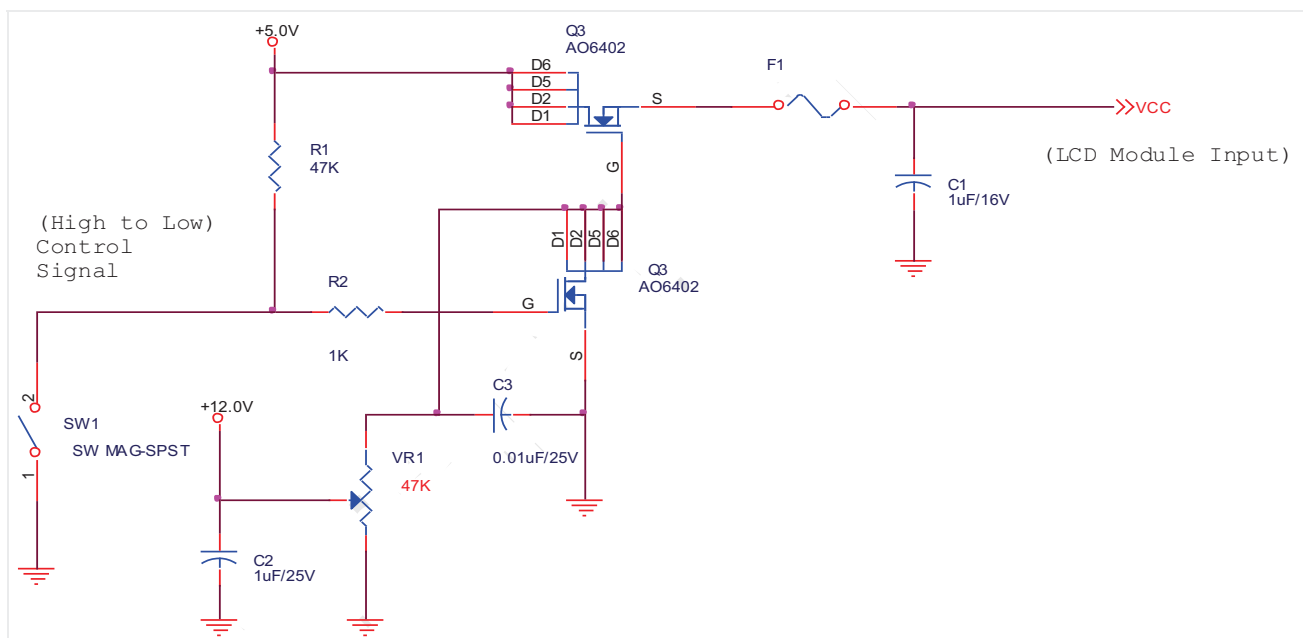 +5.0V
Q3
AO6402
D6
D5
D2
D1
S
G
F1
VCC
(LCD Module Input)
R1
47K
C1
1uF/16V
(High to Low)
Control
Signal
D1
D2
D5
D6
Q3
AO6402
R2
1K
G
S
C3
0.01uF/25V
2
SW1
SW MAG-SPST
1
+12.0V
VR1
47K
C2
1uF/25V